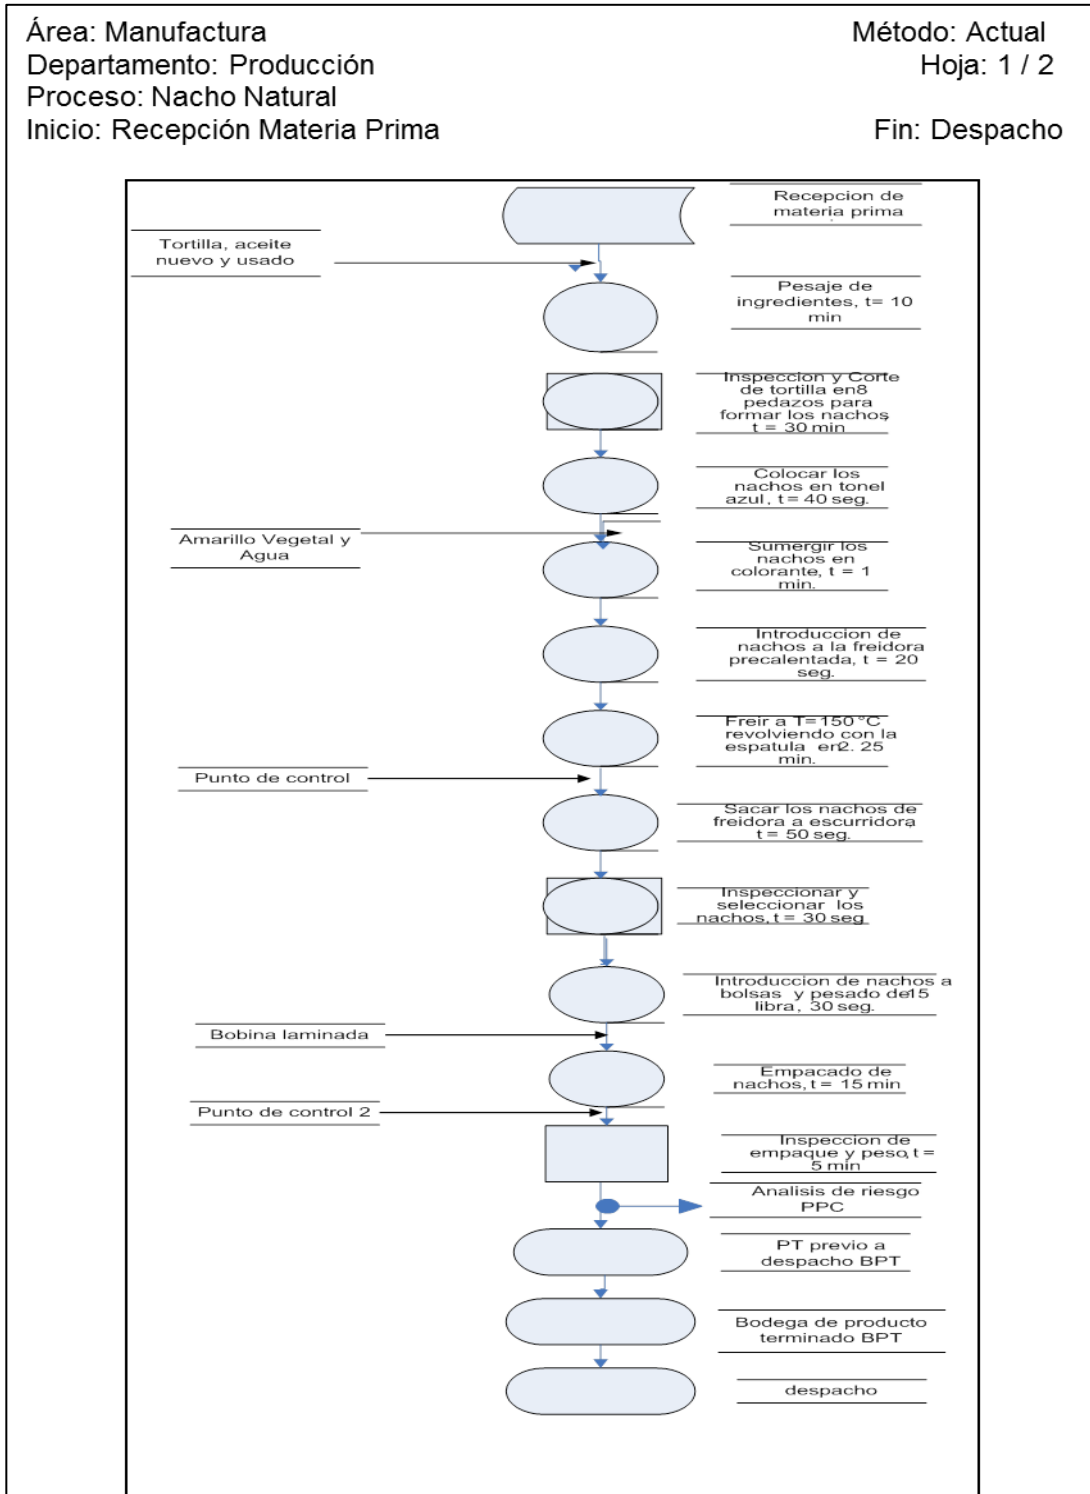 Área: Manufactura
Método: Actual
Departamento: Producción
Hoja: 1 / 2
Proceso: Nacho Natural
Inicio: Recepción Materia Prima
Fin: Despacho
Recepcion de
materia prima
Tortilla, aceite
nuevo y usado
Pesaje de
ingredientes, t= 10
min
Inspeccion y Corte
de tortilla en8
pedazos para
formar los nachos,
t = 30 min
Colocar los
nachos en tonel
azul, t = 40 seg.
Amarillo Vegetal y
Agua
Sumergir los
nachos en
colorante, t = 1
min.
Introduccion de
nachos a la freidora
precalentada, t = 20
seg.
Freir a T=150 °C
revolviendo con la
espatula en2. 25
min.
Punto de control
Sacar los nachos de
freidora a escurridora,
t = 50 seg.
Inspeccionar y
seleccionar los
nachos, t = 30 seg
Introduccion de nachos a
bolsas y pesado de15
libra, 30 seg.
Bobina laminada
Empacado de
nachos, t = 15 min
Punto de control 2
Inspeccion de
empaque y peso, t =
5 min
Analisis de riesgo
PPC
PT previo a
despacho BPT
Bodega de producto
terminado BPT
despacho